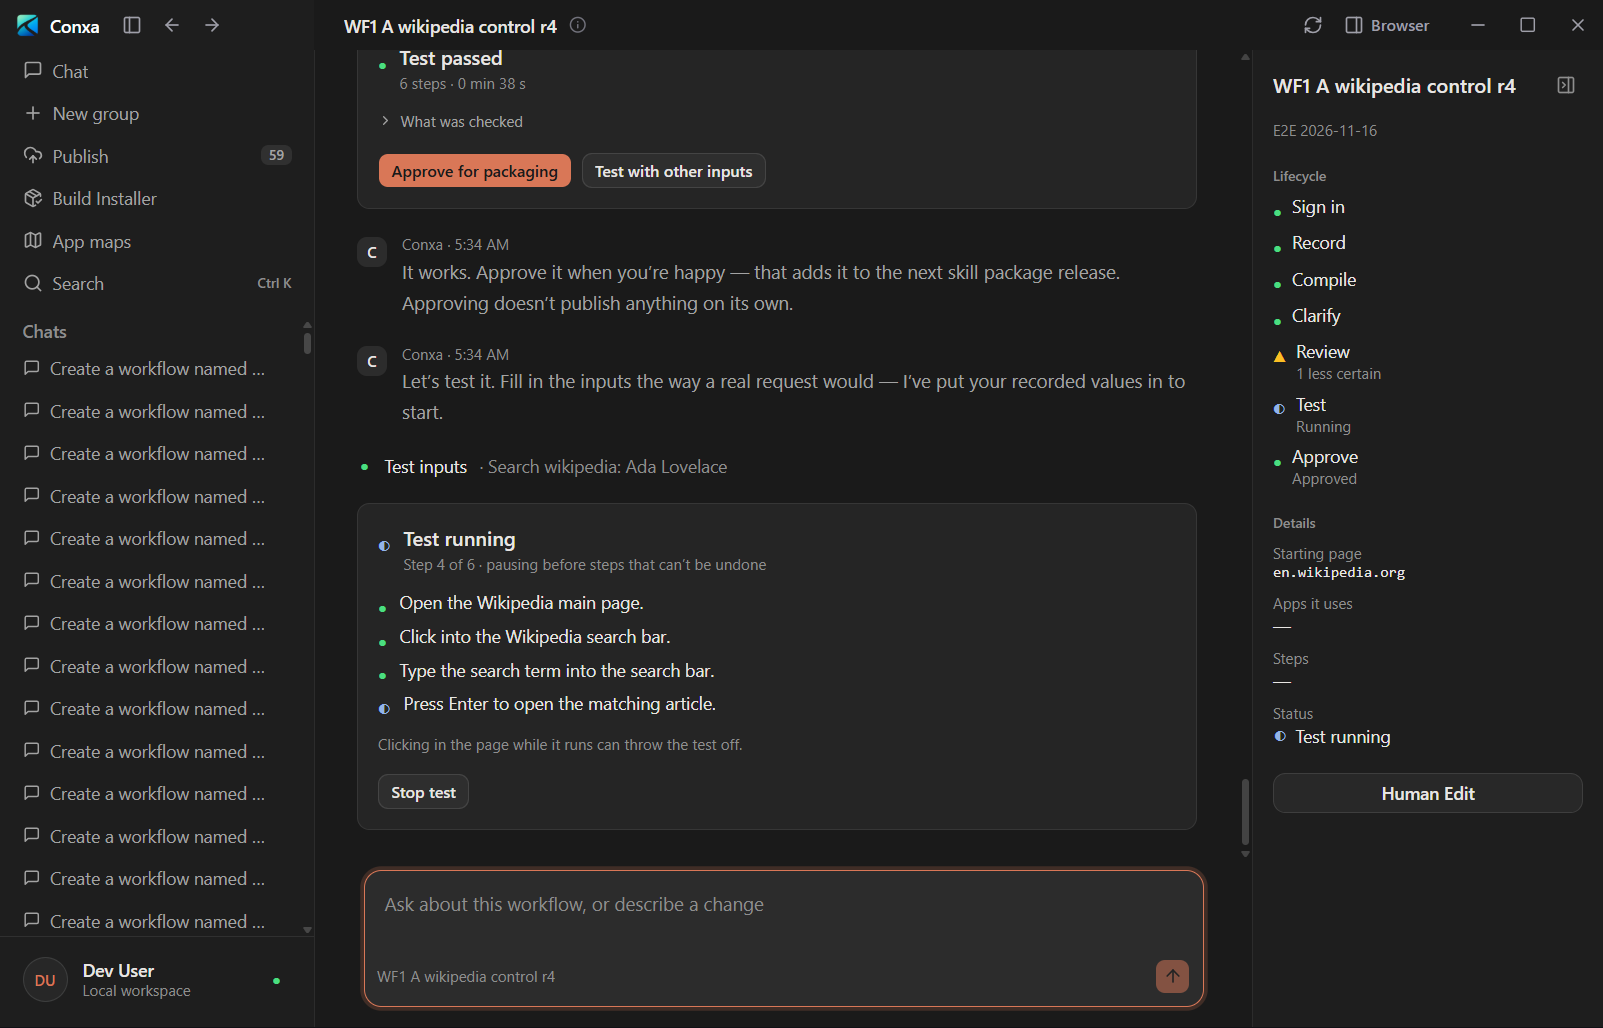 Conxa
WF1 A wikipedia control r4
Browser
Chat
New group
Publish
59
Build Installer
App maps
Search
Ctrl K
Chats
Create a workflow named ...
Create a workflow named ...
Create a workflow named ...
Create a workflow named ...
Create a workflow named ...
Create a workflow named ...
Create a workflow named ...
Create a workflow named ...
Create a workflow named ...
Create a workflow named ...
Create a workflow named ...
Create a workflow named ...
Create a workflow named ...
Create a workflow named ...
DU
Dev User
Local workspace
Test passed
6 steps · 0 min 38 s
What was checked
Approve for packaging
Test with other inputs
C
Conxa · 5:34 AM
It works. Approve it when you’re happy — that adds it to the next skill package release.
Approving doesn’t publish anything on its own.
C
Conxa · 5:34 AM
Let’s test it. Fill in the inputs the way a real request would — I’ve put your recorded values in to
start.
Test inputs · Search wikipedia: Ada Lovelace
Test running
Step 4 of 6 · pausing before steps that can’t be undone
Open the Wikipedia main page.
Click into the Wikipedia search bar.
Type the search term into the search bar.
Press Enter to open the matching article.
Clicking in the page while it runs can throw the test off.
Stop test
Ask about this workflow, or describe a change
WF1 A wikipedia control r4
WF1 A wikipedia control r4
E2E 2026-11-16
Lifecycle
Sign in
Record
Compile
Clarify
Review
1 less certain
Test
Running
Approve
Approved
Details
Starting page
en.wikipedia.org
Apps it uses
—
Steps
—
Status
Test running
Human Edit